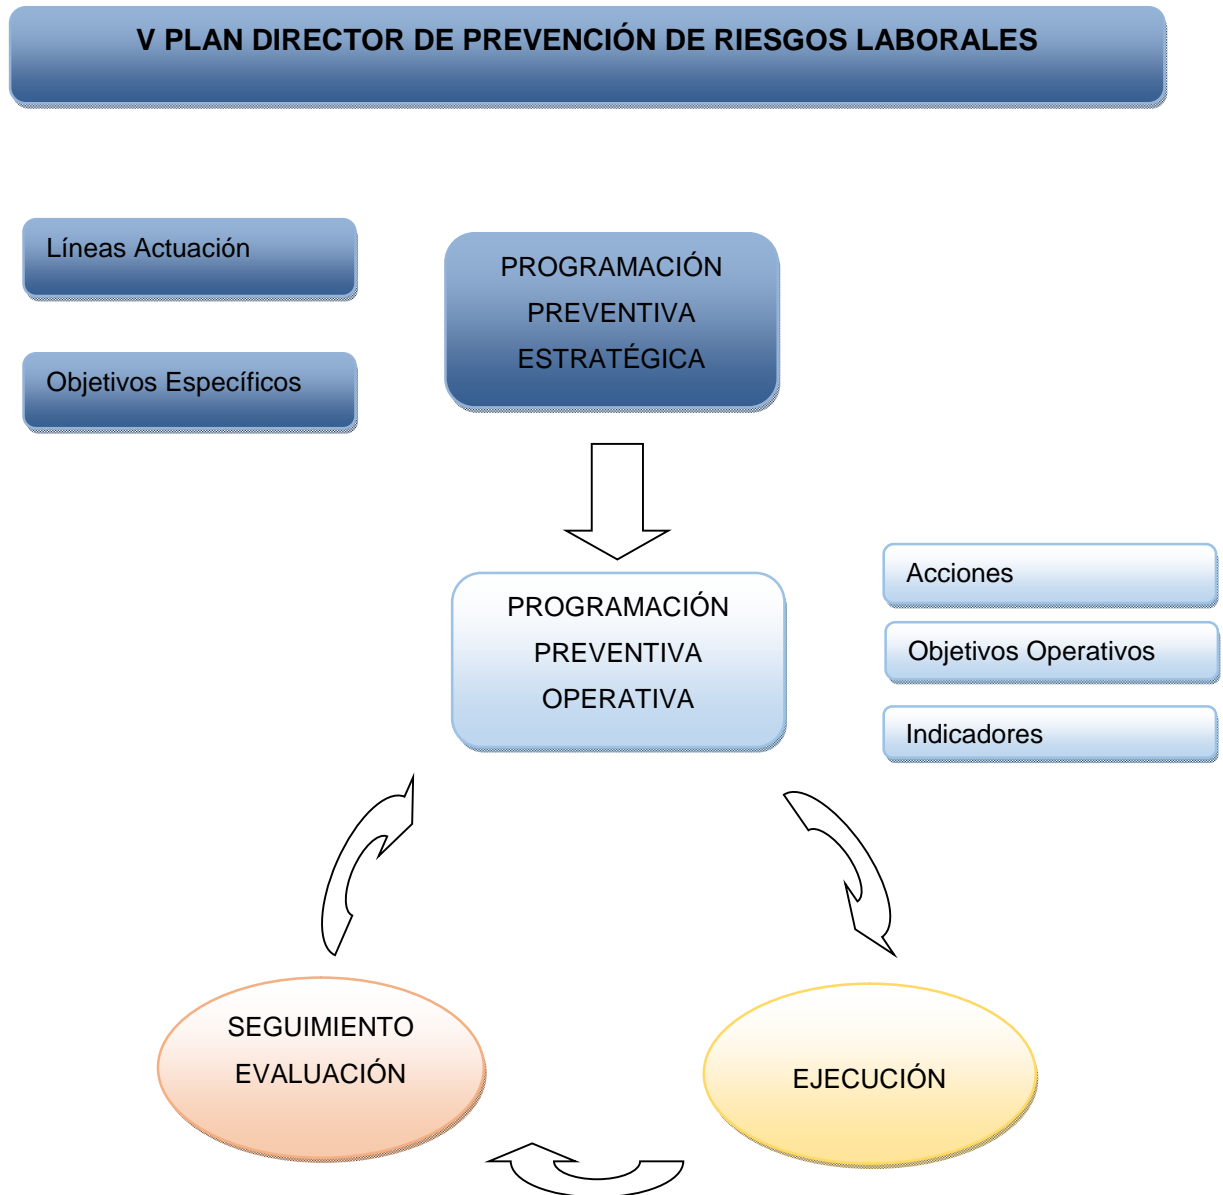 V PLAN DIRECTOR DE PREVENCIÓN DE RIESGOS LABORALES
Líneas Actuación
Objetivos Específicos
PROGRAMACIÓN
PREVENTIVA
ESTRATÉGICA
PROGRAMACIÓN
PREVENTIVA
OPERATIVA
Acciones
Objetivos Operativos
Indicadores
SEGUIMIENTO
EVALUACIÓN
EJECUCIÓN